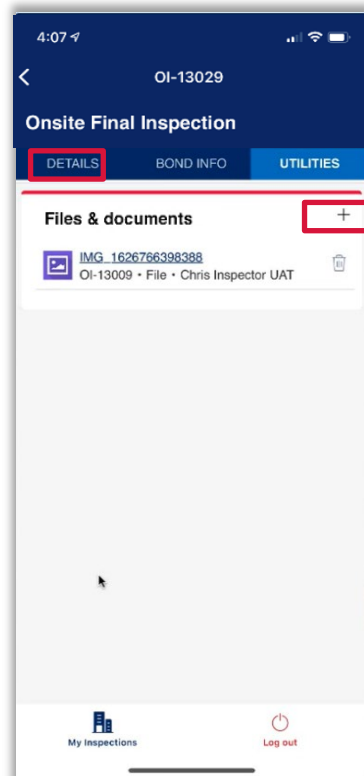 4:07
OI-13029
Onsite Final Inspection
DETAILS BOND INFO UTILITIES
Files & documents +
IMG_1626766398388
OI-13009 • File • Chris Inspector UAT
My Inspections Log out